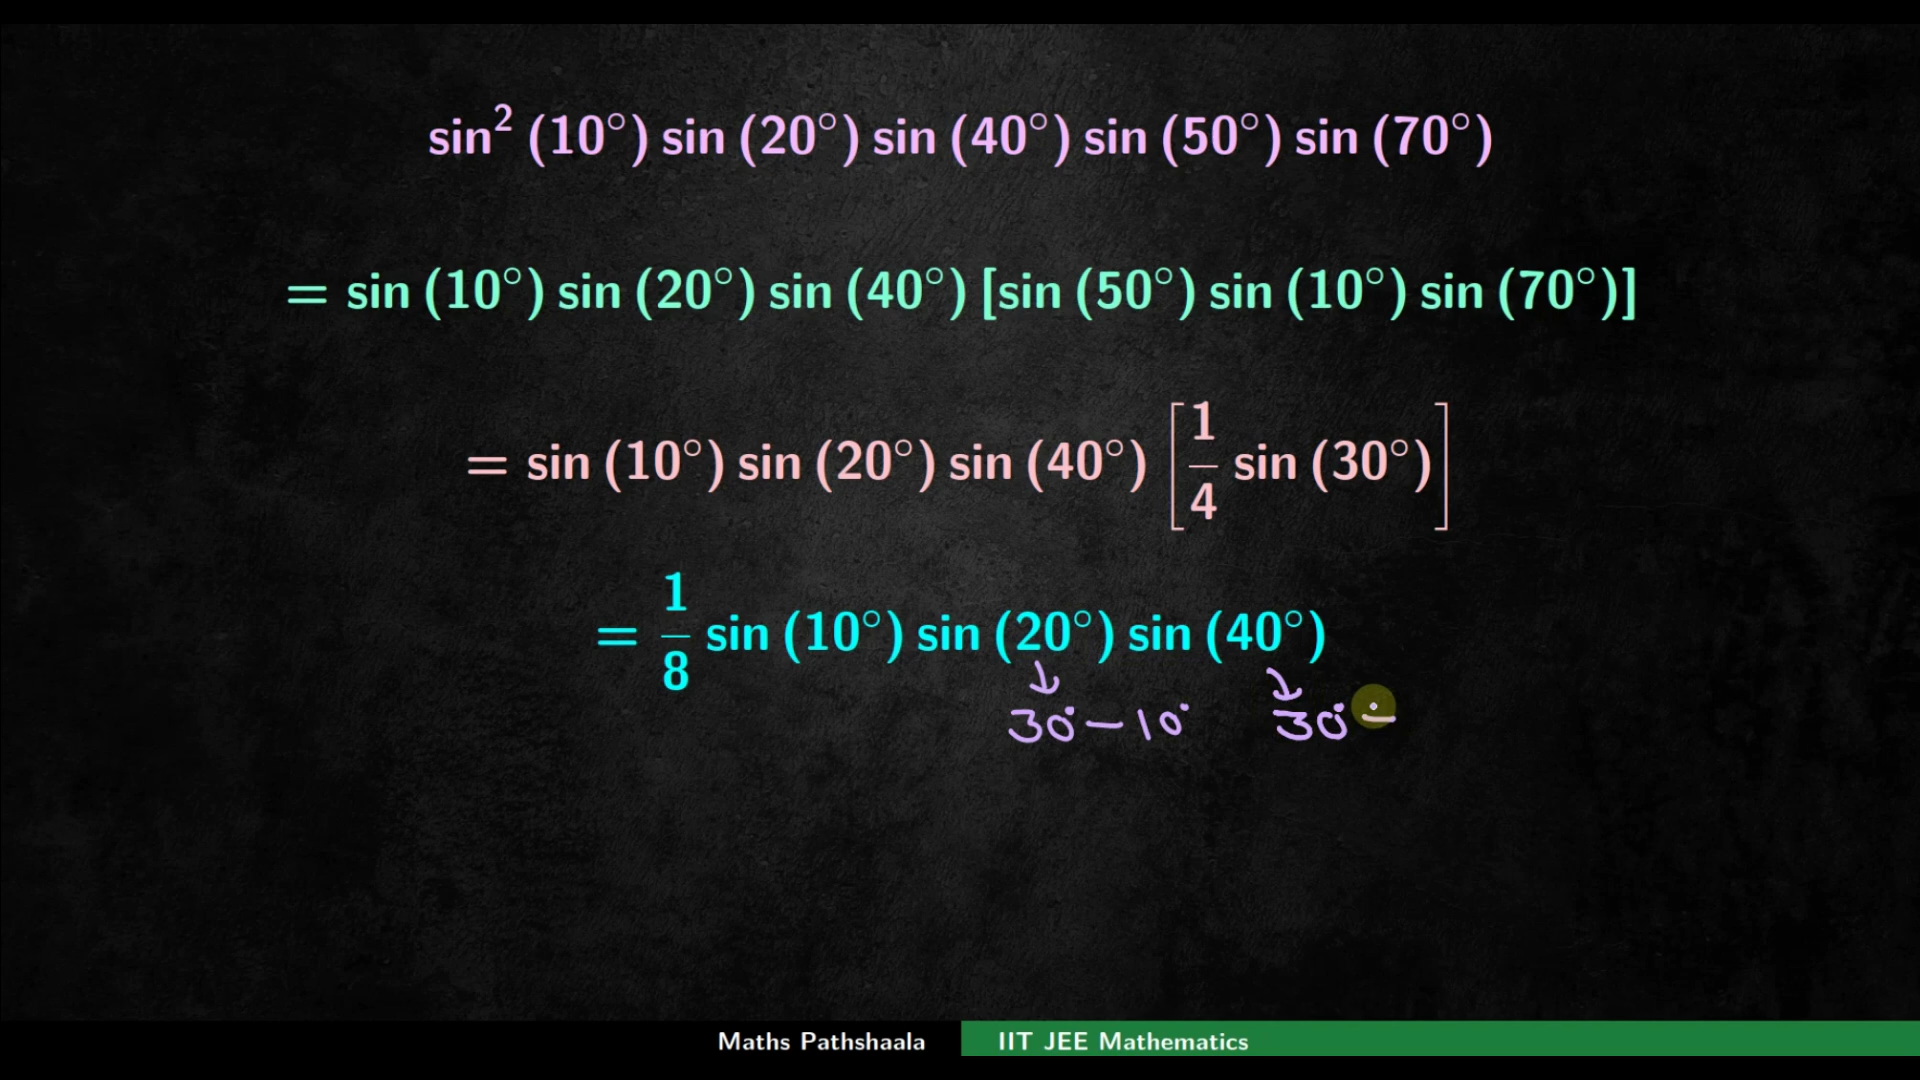 sin² (10°) sin (20°) sin (40°) sin (50°) sin (70°)
= sin (10°) sin (20°) sin (40°) [sin (50°) sin (10°) sin (70°)]
= sin (10°) sin (20°) sin (40°) [1/4 sin (30°)]
= 1/8 sin (10°) sin (20°) sin (40°)
↓ ↓
30° – 10° 30° –
Maths Pathshaala IIT JEE Mathematics